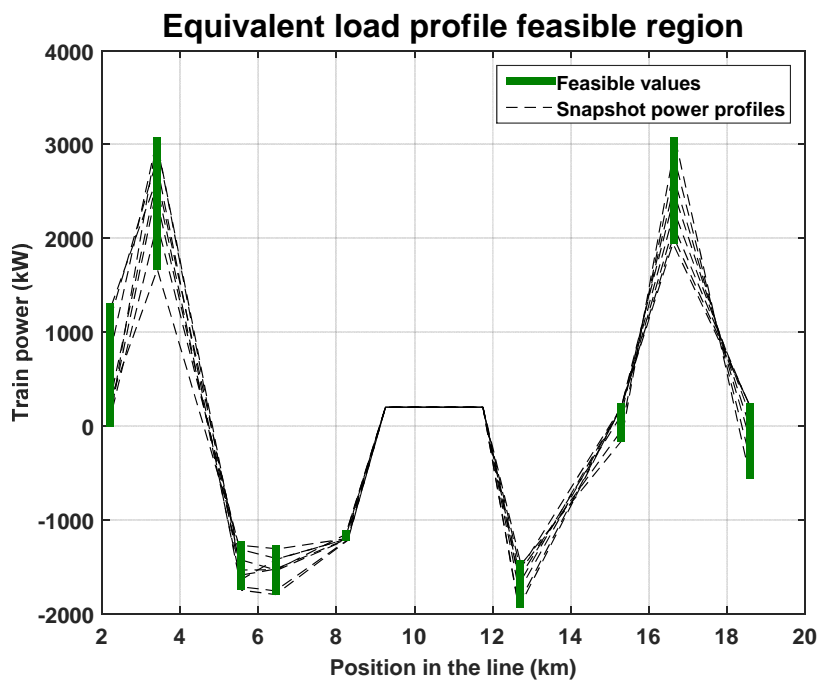 Equivalent load profile feasible region
4000
3000
2000
1000
0
-1000
-2000
Train power (kW)
Feasible values
Snapshot power profiles
2 4 6 8 10 12 14 16 18 20
Position in the line (km)